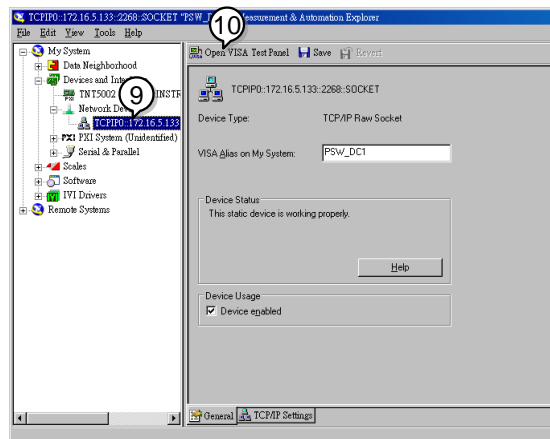 TCPIP0::172.16.5.133::2268::SOCKET "PSW_ Measurement & Automation Explorer
10
File Edit View Tools Help
Open VISA Test Panel Save Revert
My System
Data Neighborhood
Devices and Inte
TNT5002 INSTR
9
Network De
TCPIP0::172.16.5.133
PXI PXI System (Unidentified)
Serial & Parallel
Scales
Software
IVI Drivers
Remote Systems
TCPIP0::172.16.5.133::2268::SOCKET
Device Type: TCP/IP Raw Socket
VISA Alias on My System: PSW_DC1
Device Status
This static device is working properly.
Help
Device Usage
Device enabled
General TCP/IP Settings